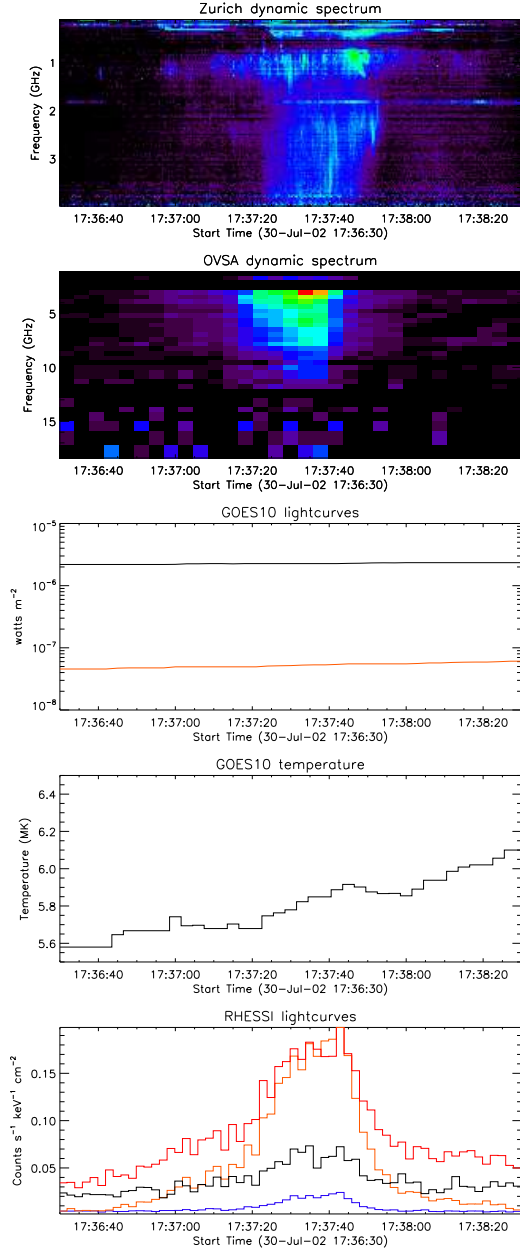 Zurich dynamic spectrum
Frequency (GHz)
1
2
3
17:36:40 17:37:00 17:37:20 17:37:40 17:38:00 17:38:20
Start Time (30-Jul-02 17:36:30)
OVSA dynamic spectrum
Frequency (GHz)
5
10
15
17:36:40 17:37:00 17:37:20 17:37:40 17:38:00 17:38:20
Start Time (30-Jul-02 17:36:30)
GOES10 lightcurves
watts m⁻²
10⁻⁵
10⁻⁶
10⁻⁷
10⁻⁸
17:36:40 17:37:00 17:37:20 17:37:40 17:38:00 17:38:20
Start Time (30-Jul-02 17:36:30)
GOES10 temperature
Temperature (MK)
6.4
6.2
6.0
5.8
5.6
17:36:40 17:37:00 17:37:20 17:37:40 17:38:00 17:38:20
Start Time (30-Jul-02 17:36:30)
RHESSI lightcurves
Counts s⁻¹ keV⁻¹ cm⁻²
0.15
0.10
0.05
17:36:40 17:37:00 17:37:20 17:37:40 17:38:00 17:38:20
Start Time (30-Jul-02 17:36:30)